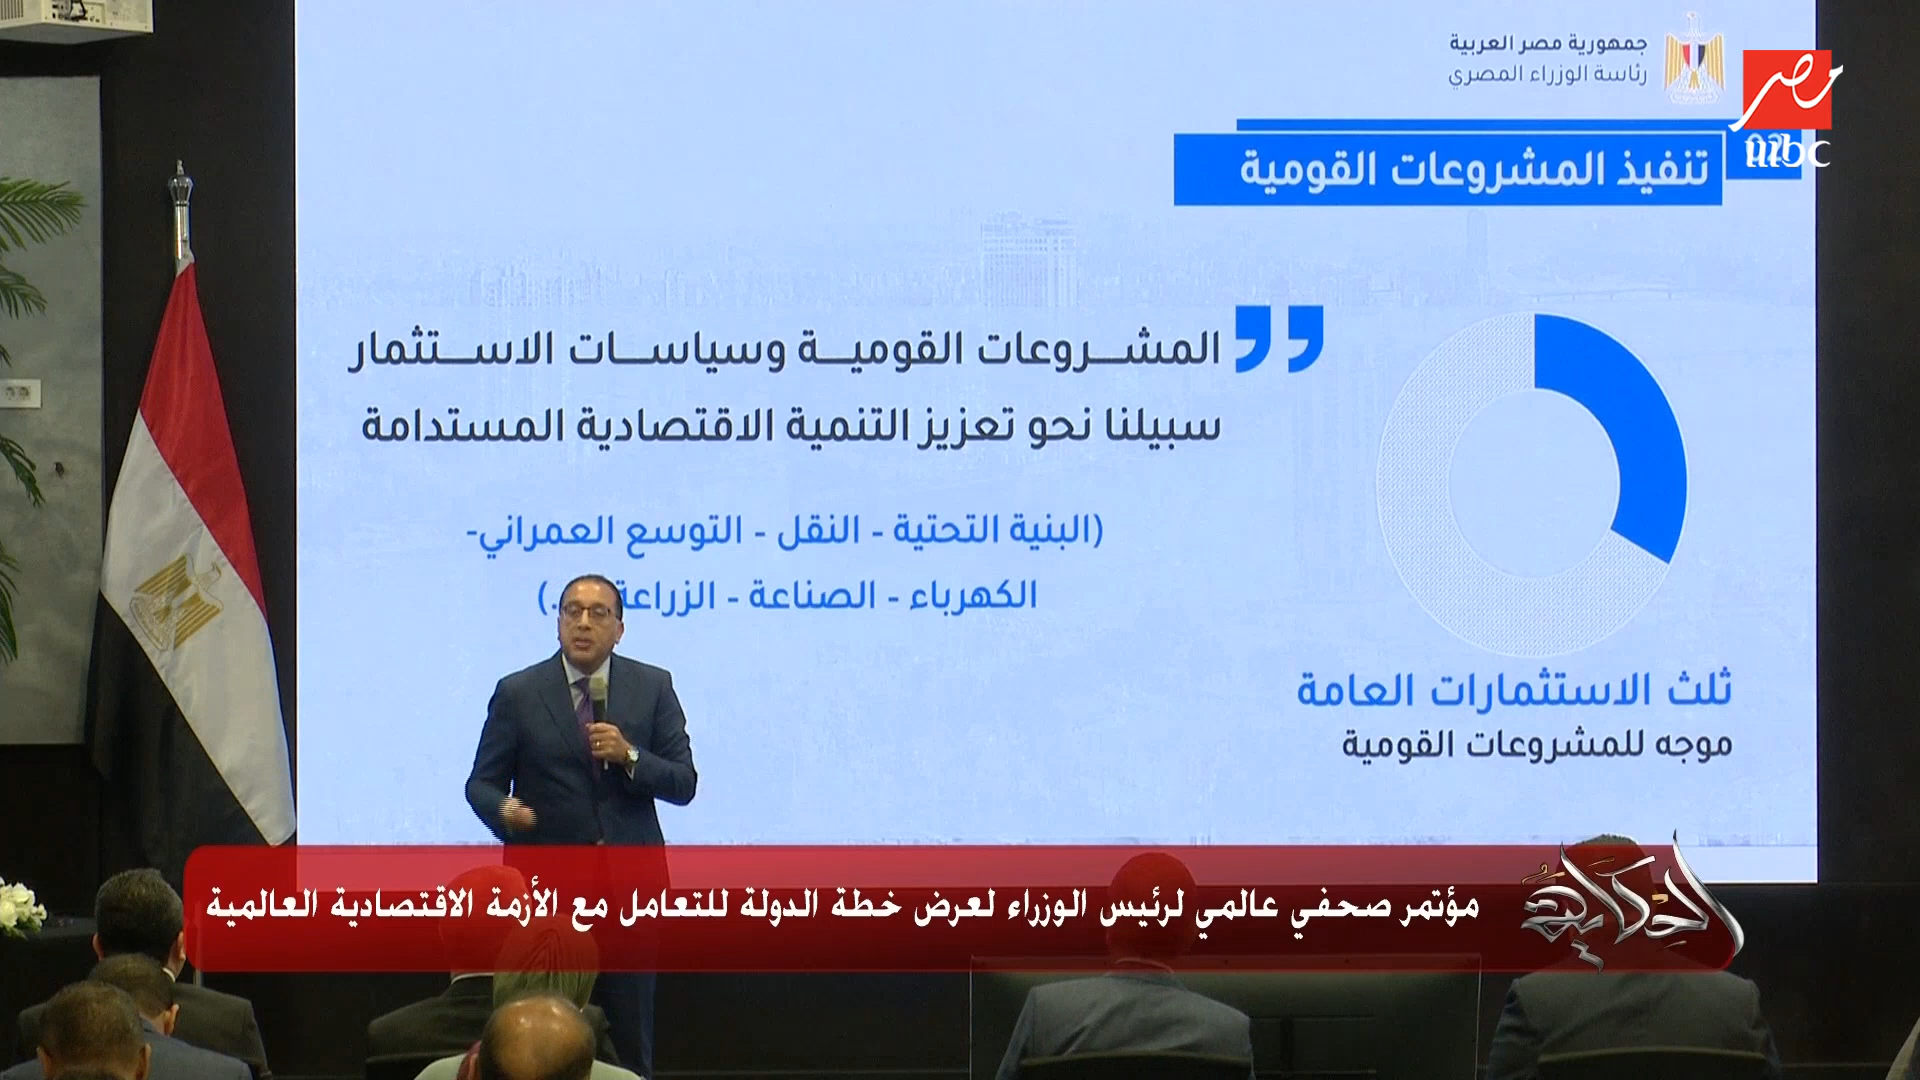 جمهورية مصر العربية
رئاسة الوزراء المصري
مصر
mbc
تنفيذ المشروعات القومية
المشروعات القومية وسياسات الاستثمار
سبيلنا نحو تعزيز التنمية الاقتصادية المستدامة
(البنية التحتية - النقل - التوسع العمراني-
الكهرباء - الصناعة - الزراعة ..)
ثلث الاستثمارات العامة
موجه للمشروعات القومية
الحكاية
مؤتمر صحفي عالمي لرئيس الوزراء لعرض خطة الدولة للتعامل مع الأزمة الاقتصادية العالمية